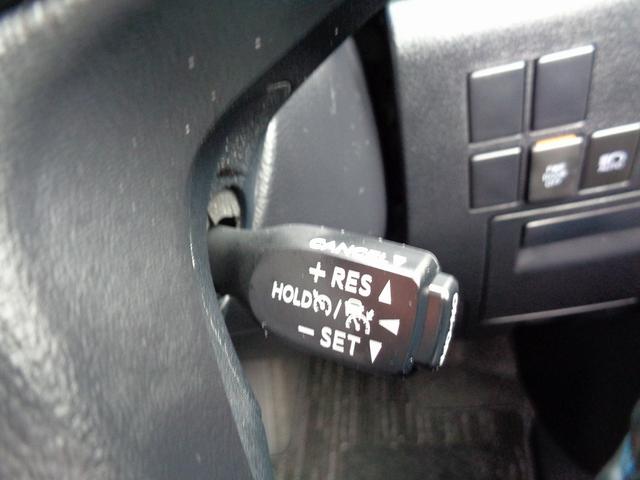 CANCEL
+ RES
HOLD /
− SET